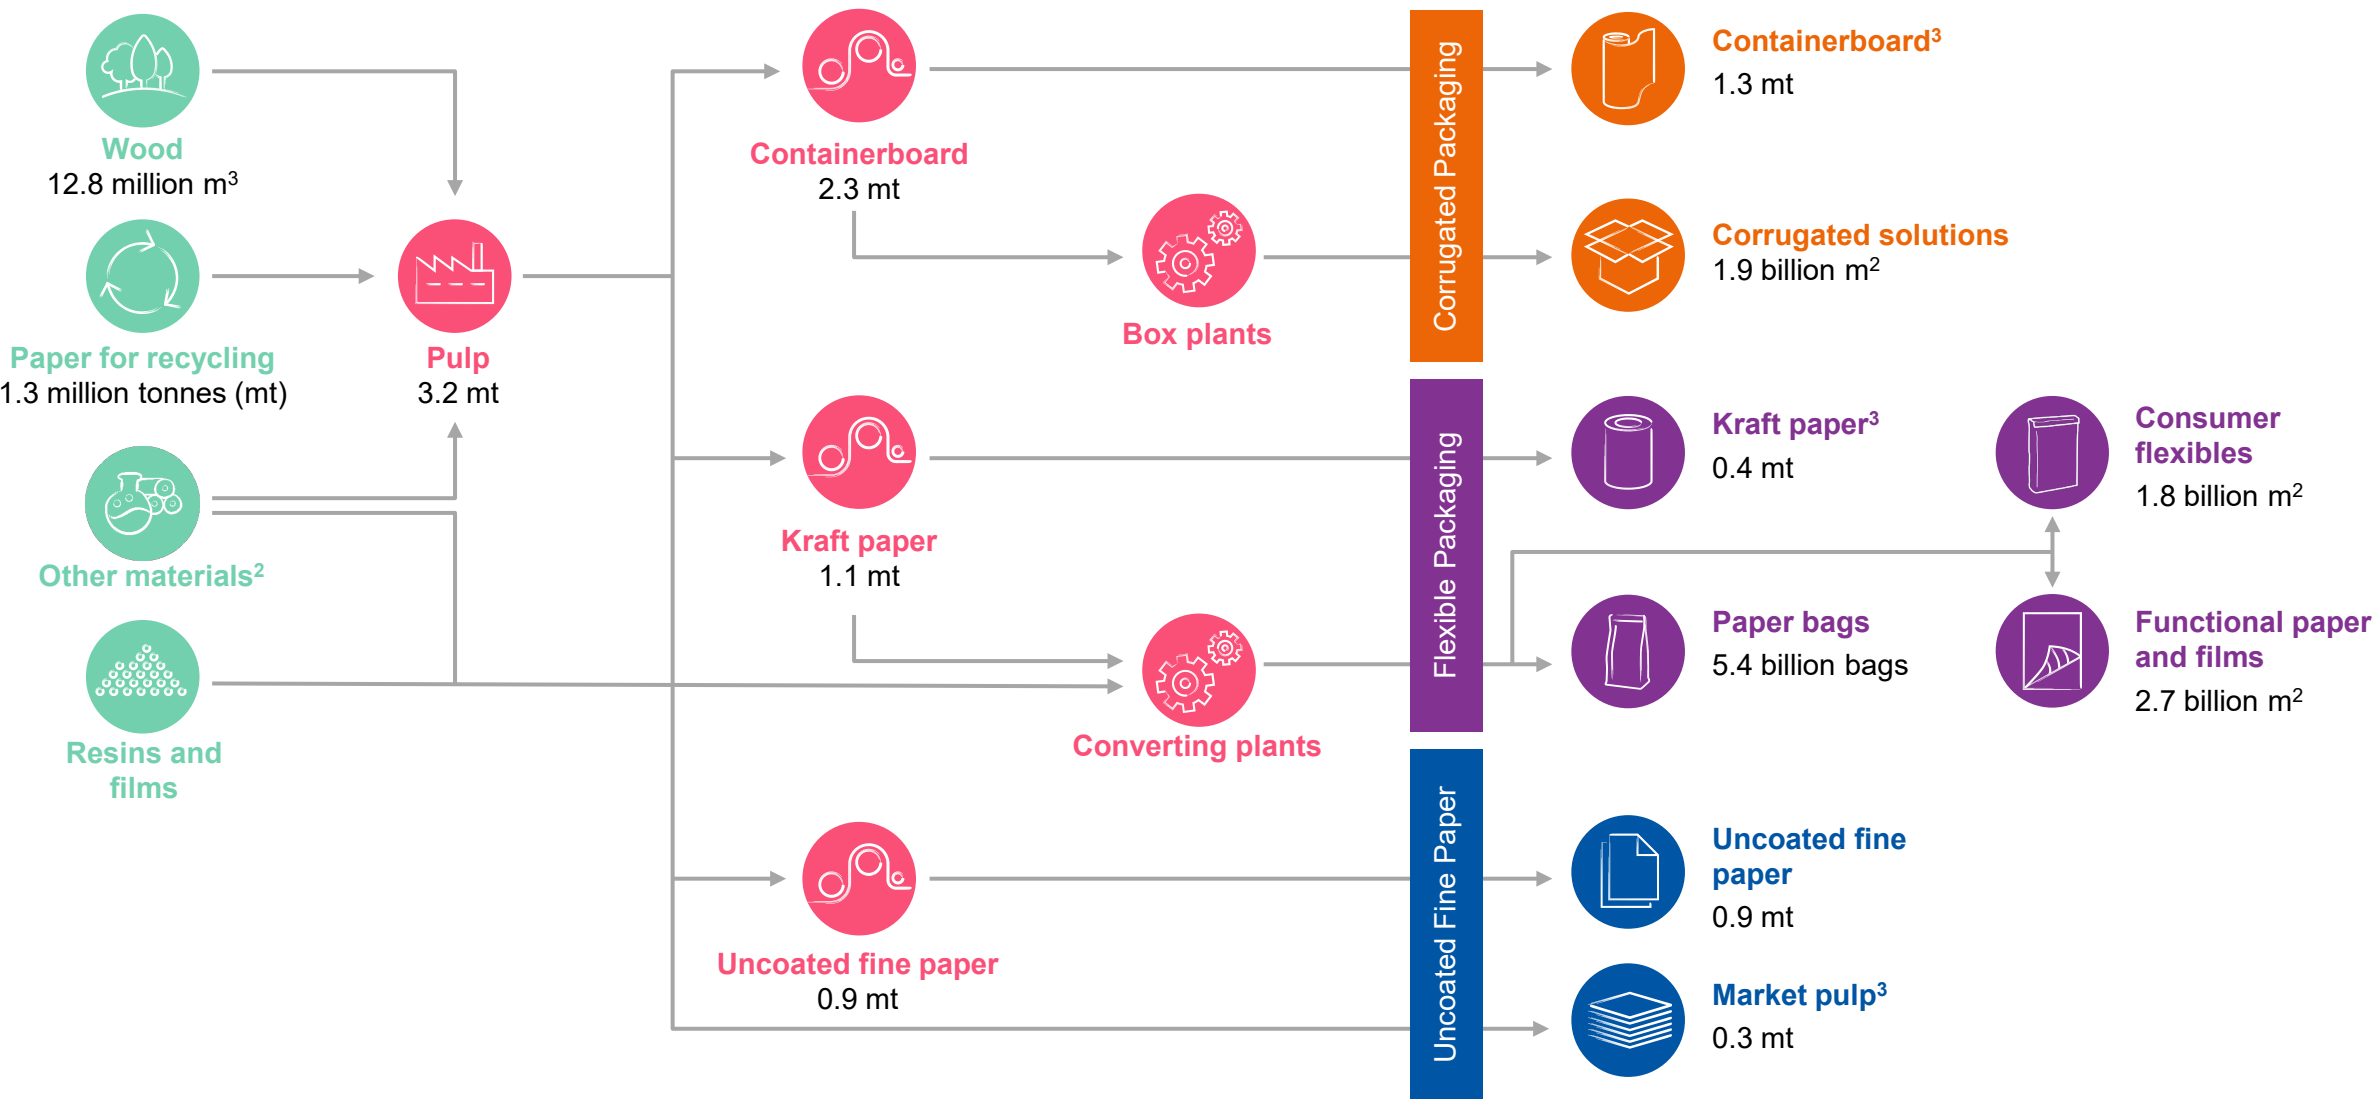 Wood
12.8 million m³
Paper for recycling
1.3 million tonnes (mt)
Other materials²
Resins and
films
Pulp
3.2 mt
Containerboard
2.3 mt
Box plants
Kraft paper
1.1 mt
Converting plants
Uncoated fine paper
0.9 mt
Corrugated Packaging
Flexible Packaging
Uncoated Fine Paper
Containerboard³
1.3 mt
Corrugated solutions
1.9 billion m²
Kraft paper³
0.4 mt
Paper bags
5.4 billion bags
Consumer
flexibles
1.8 billion m²
Functional paper
and films
2.7 billion m²
Uncoated fine
paper
0.9 mt
Market pulp³
0.3 mt